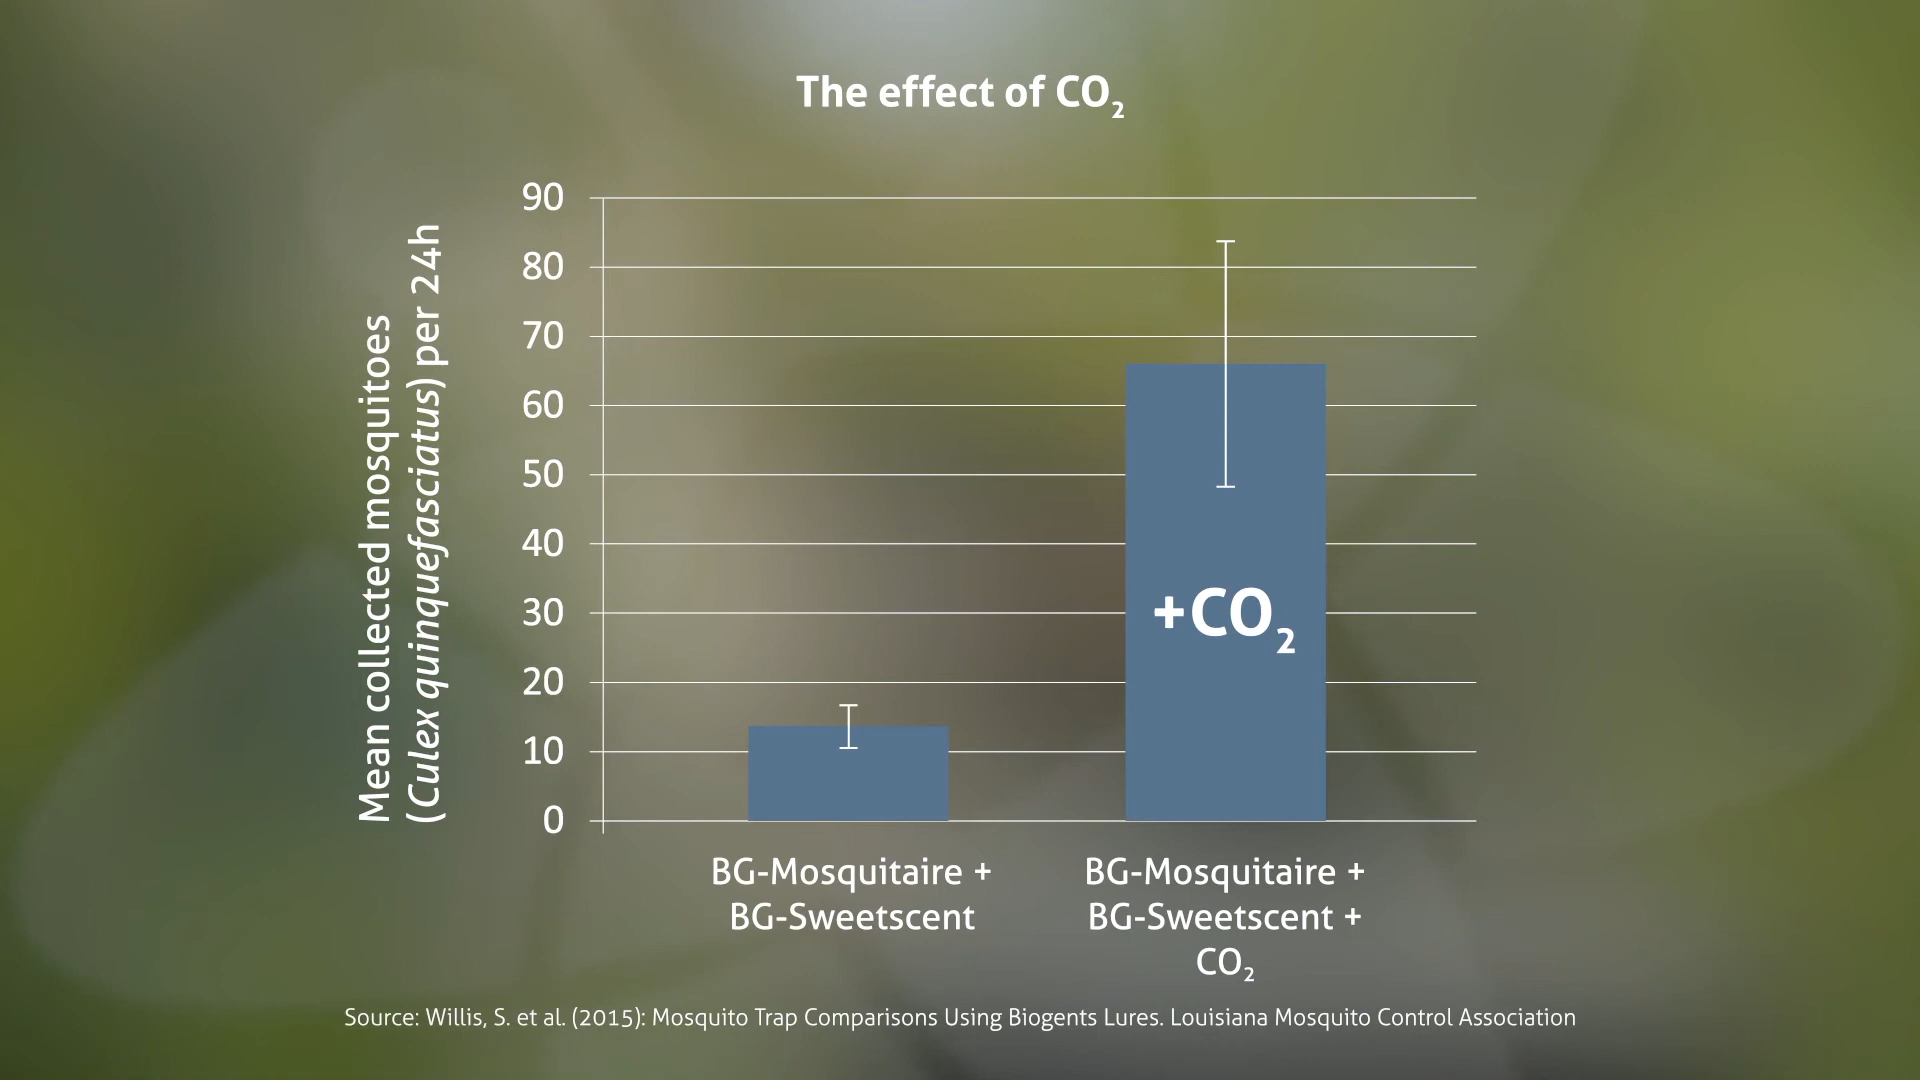 The effect of CO₂
Mean collected mosquitoes
(Culex quinquefasciatus) per 24h
90
80
70
60
50
40
30
20
10
0
+CO₂
BG-Mosquitaire +
BG-Sweetscent
BG-Mosquitaire +
BG-Sweetscent +
CO₂
Source: Willis, S. et al. (2015): Mosquito Trap Comparisons Using Biogents Lures. Louisiana Mosquito Control Association